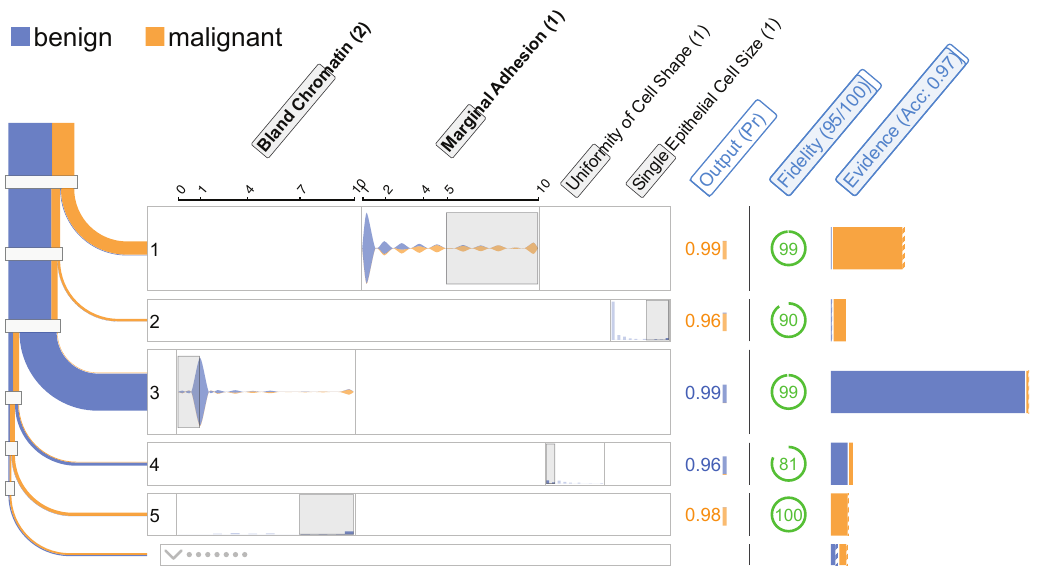 benign malignant
Bland Chromatin (2)
Marginal Adhesion (1)
Uniformity of Cell Shape (1)
Single Epithelial Cell Size (1)
Output (Pr)
Fidelity (95/100)
Evidence (Acc: 0.97)
0 1 4 7 10 1 2 4 5 10
1 0.99 99
2 0.96 90
3 0.99 99
4 0.96 81
5 0.98 100